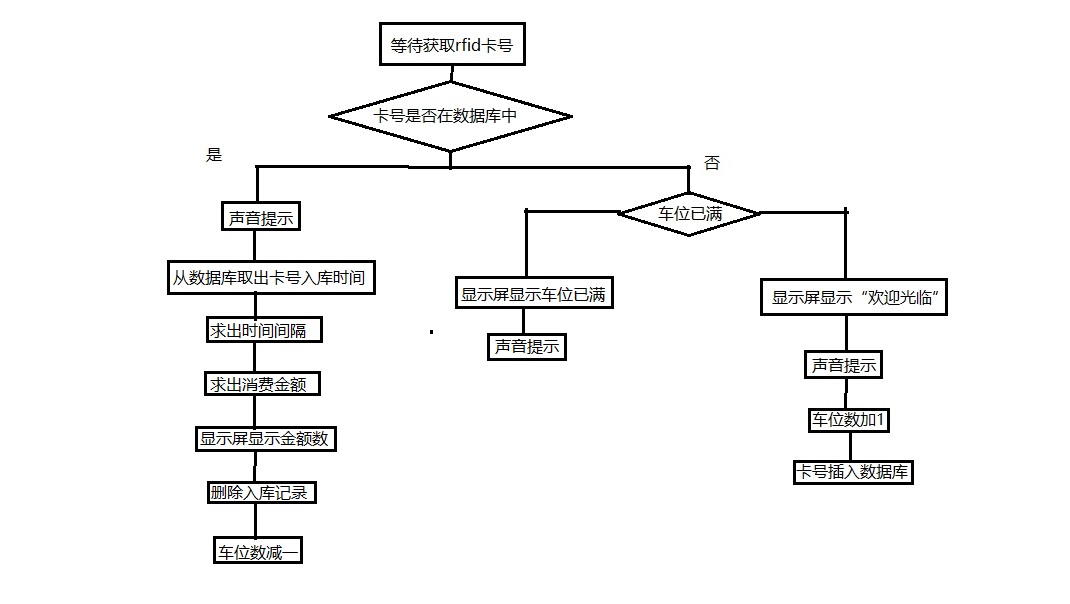 等待获取rfid卡号
卡号是否在数据库中
是
否
声音提示
车位已满
从数据库取出卡号入库时间
显示屏显示车位已满
显示屏显示“欢迎光临”
求出时间间隔
声音提示
声音提示
求出消费金额
车位数加1
显示屏显示金额数
卡号插入数据库
删除入库记录
车位数减一